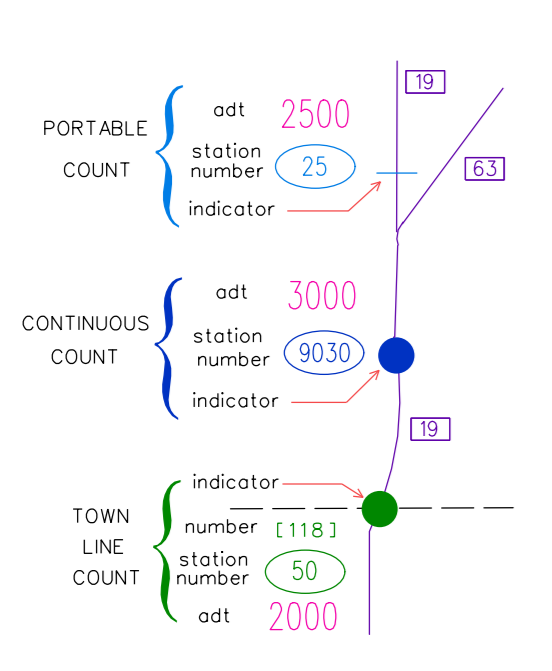 19
adt 2500
PORTABLE
COUNT
station
number 25
63
indicator
adt 3000
CONTINUOUS
COUNT
station
number 9030
indicator
19
indicator
TOWN
LINE
COUNT
number [118]
station
number 50
adt 2000